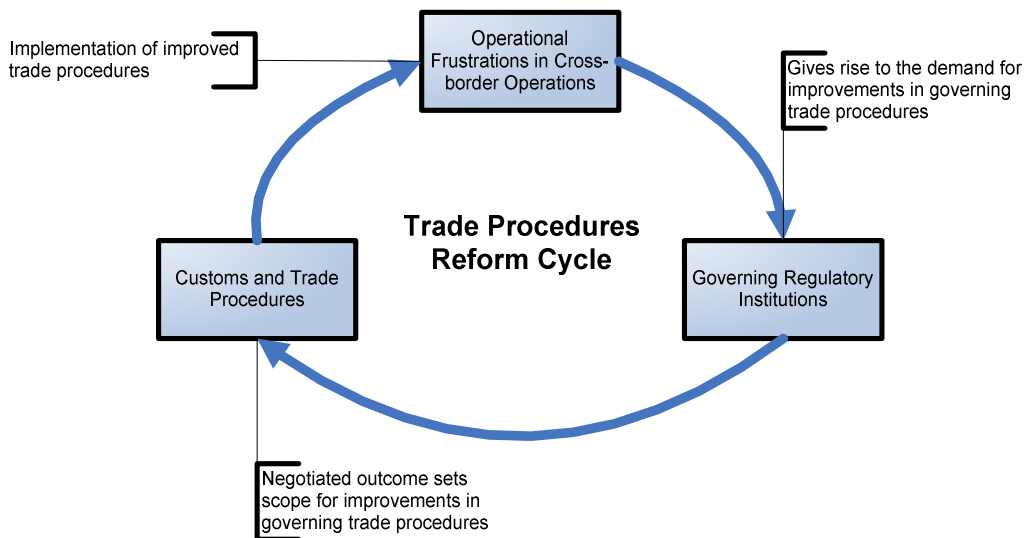 Implementation of improved
trade procedures
Operational
Frustrations in Cross-
border Operations
Gives rise to the demand for
improvements in governing
trade procedures
Trade Procedures
Reform Cycle
Customs and Trade
Procedures
Governing Regulatory
Institutions
Negotiated outcome sets
scope for improvements in
governing trade procedures